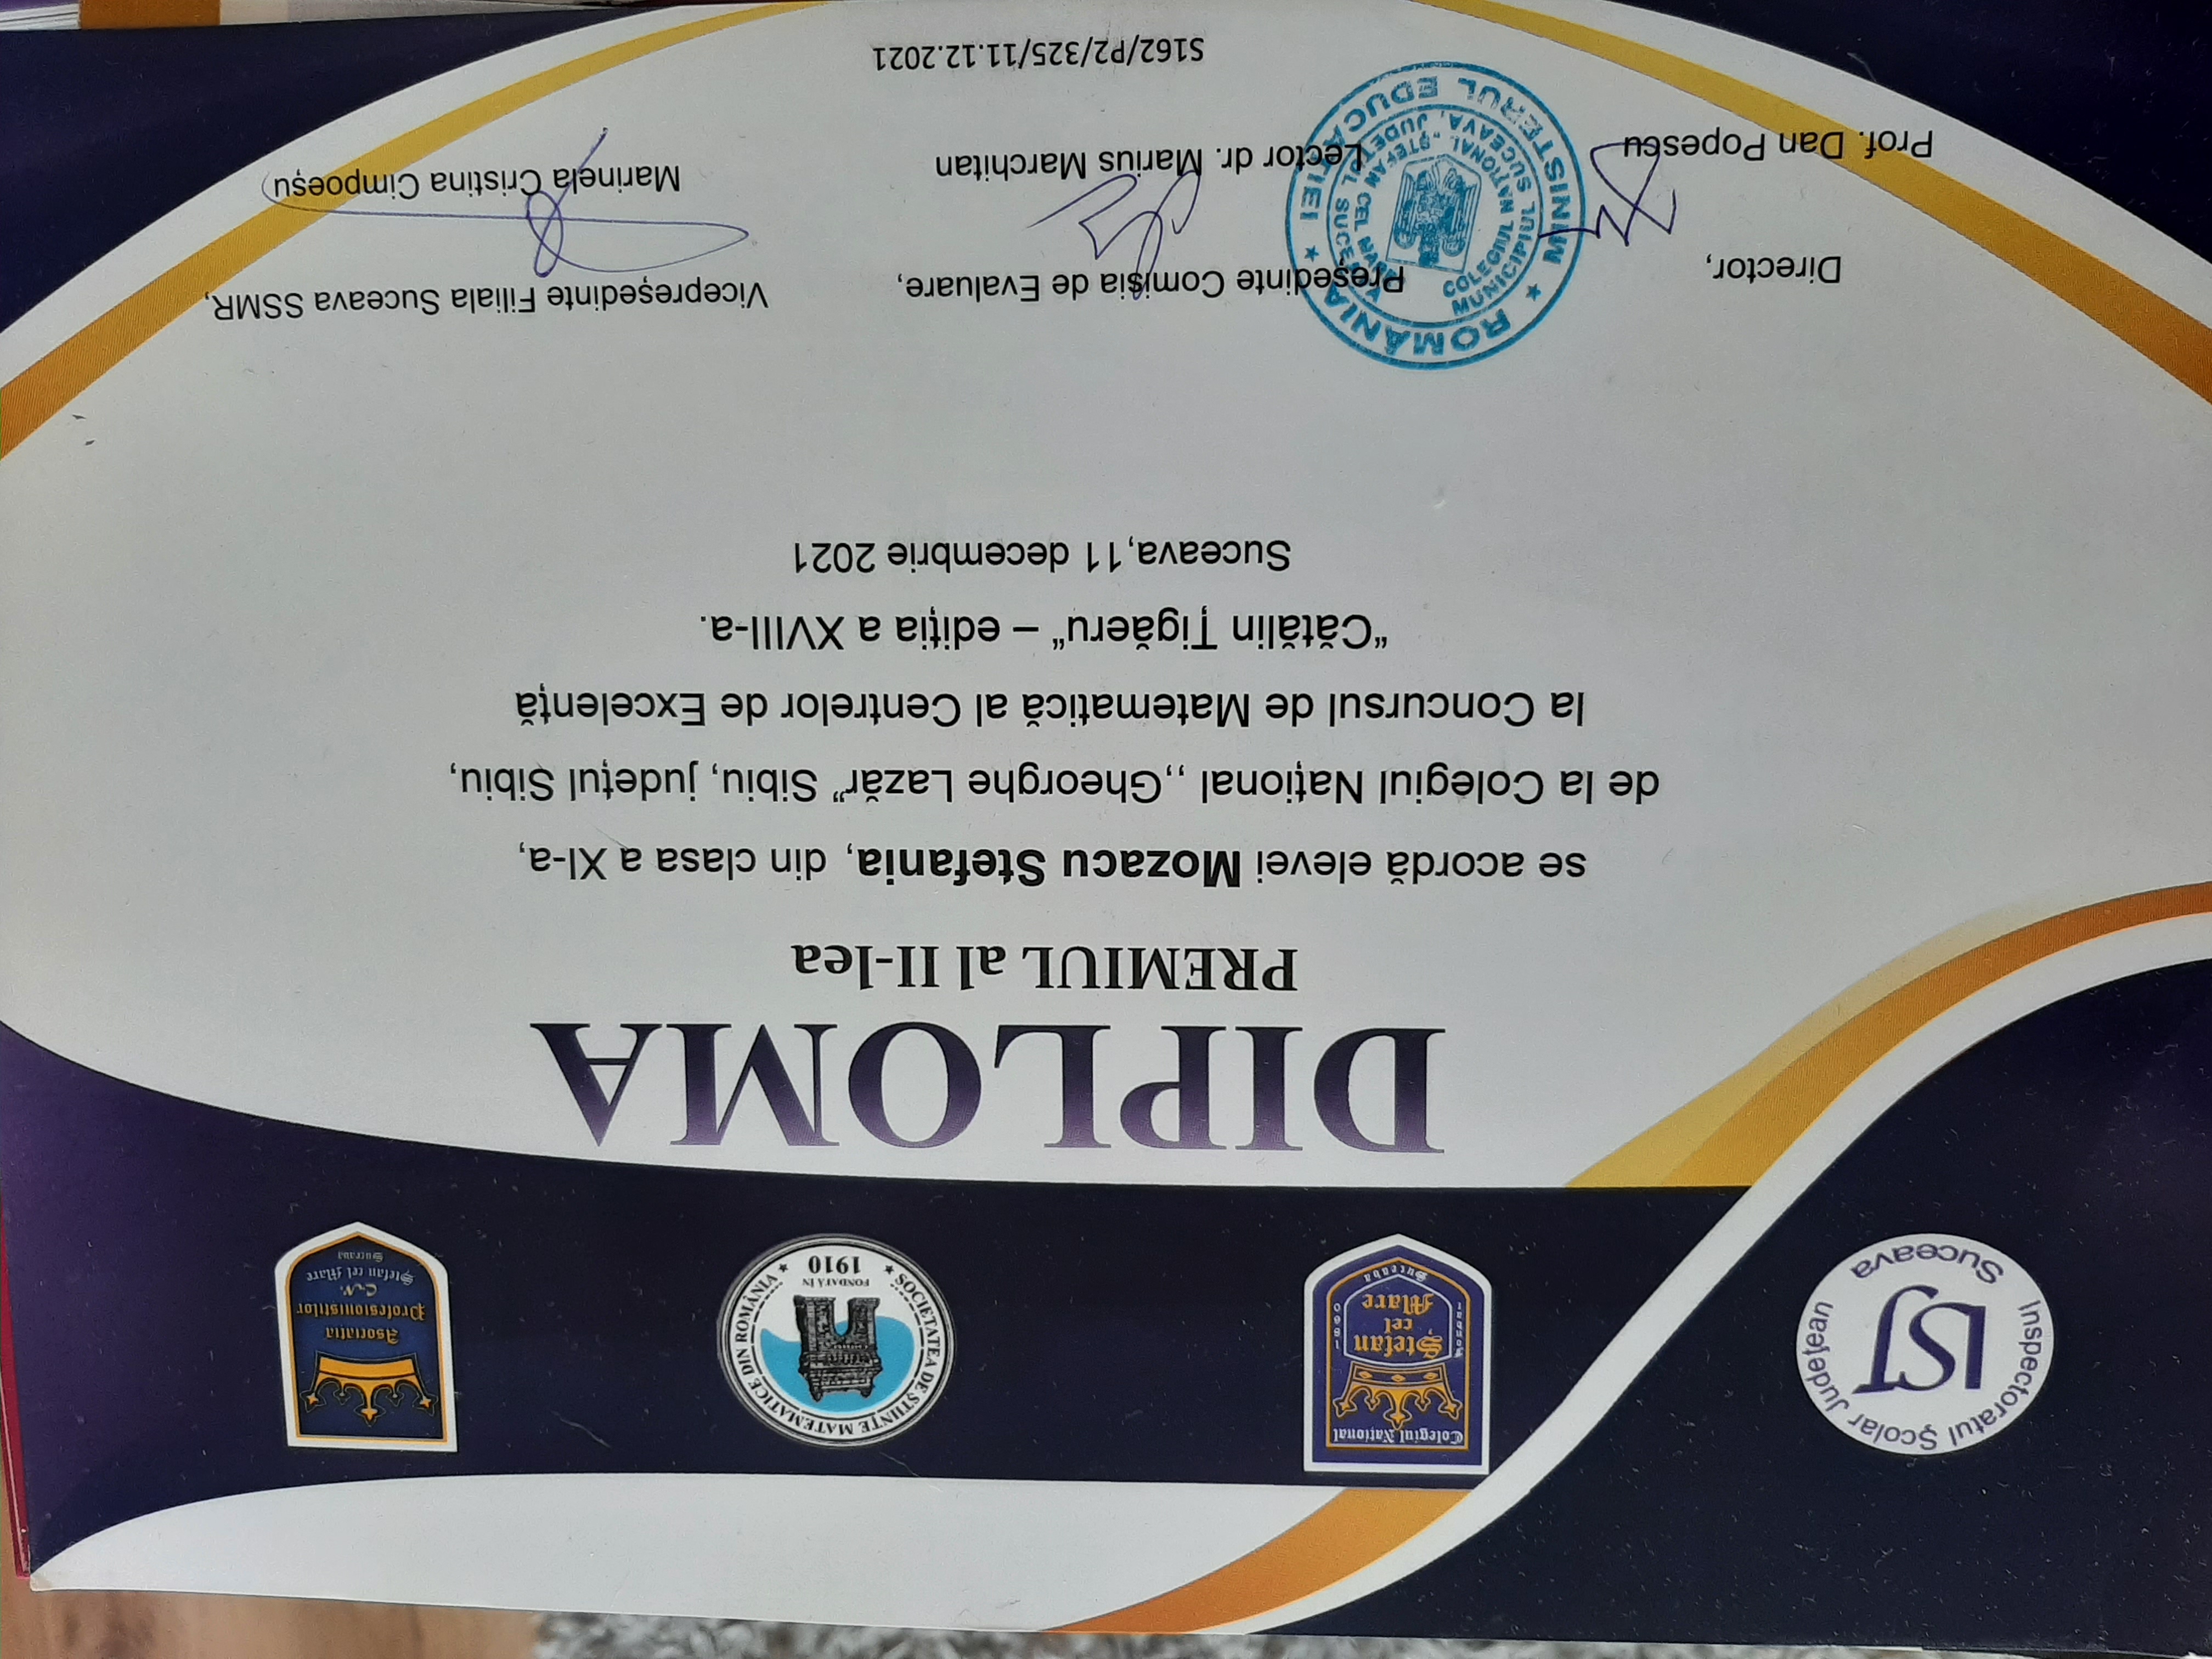 Inspectoratul Școlar Județean
ISJ
Suceava
Colegiul Național
Ștefan
cel
Mare
Suceava
Fondat
1860
SOCIETATEA DE ȘTIINȚE MATEMATICE DIN ROMÂNIA
FONDATĂ ÎN
1910
Asociatia
Profesionistilor
C.N.
Ștefan cel Mare
Suceava
DIPLOMA
PREMIUL al II-lea
se acordă elevei Mozacu Stefania, din clasa a XI-a,
de la Colegiul Național ,,Gheorghe Lazăr” Sibiu, județul Sibiu,
la Concursul de Matematică al Centrelor de Excelență
“Cătălin Țigăeru“ – ediția a XVIII-a.
Suceava,11 decembrie 2021
Director,
Prof. Dan Popescu
Președinte Comisia de Evaluare,
Lector dr. Marius Marchitan
Vicepreședinte Filiala Suceava SSMR,
Marinela Cristina Cimpoeșu
ROMÂNIA
MINISTERUL EDUCAȚIEI
MUNICIPIUL SUCEAVA, JUDEȚUL SUCEAVA
COLEGIUL NAȚIONAL „ȘTEFAN CEL MARE
S162/P2/325/11.12.2021